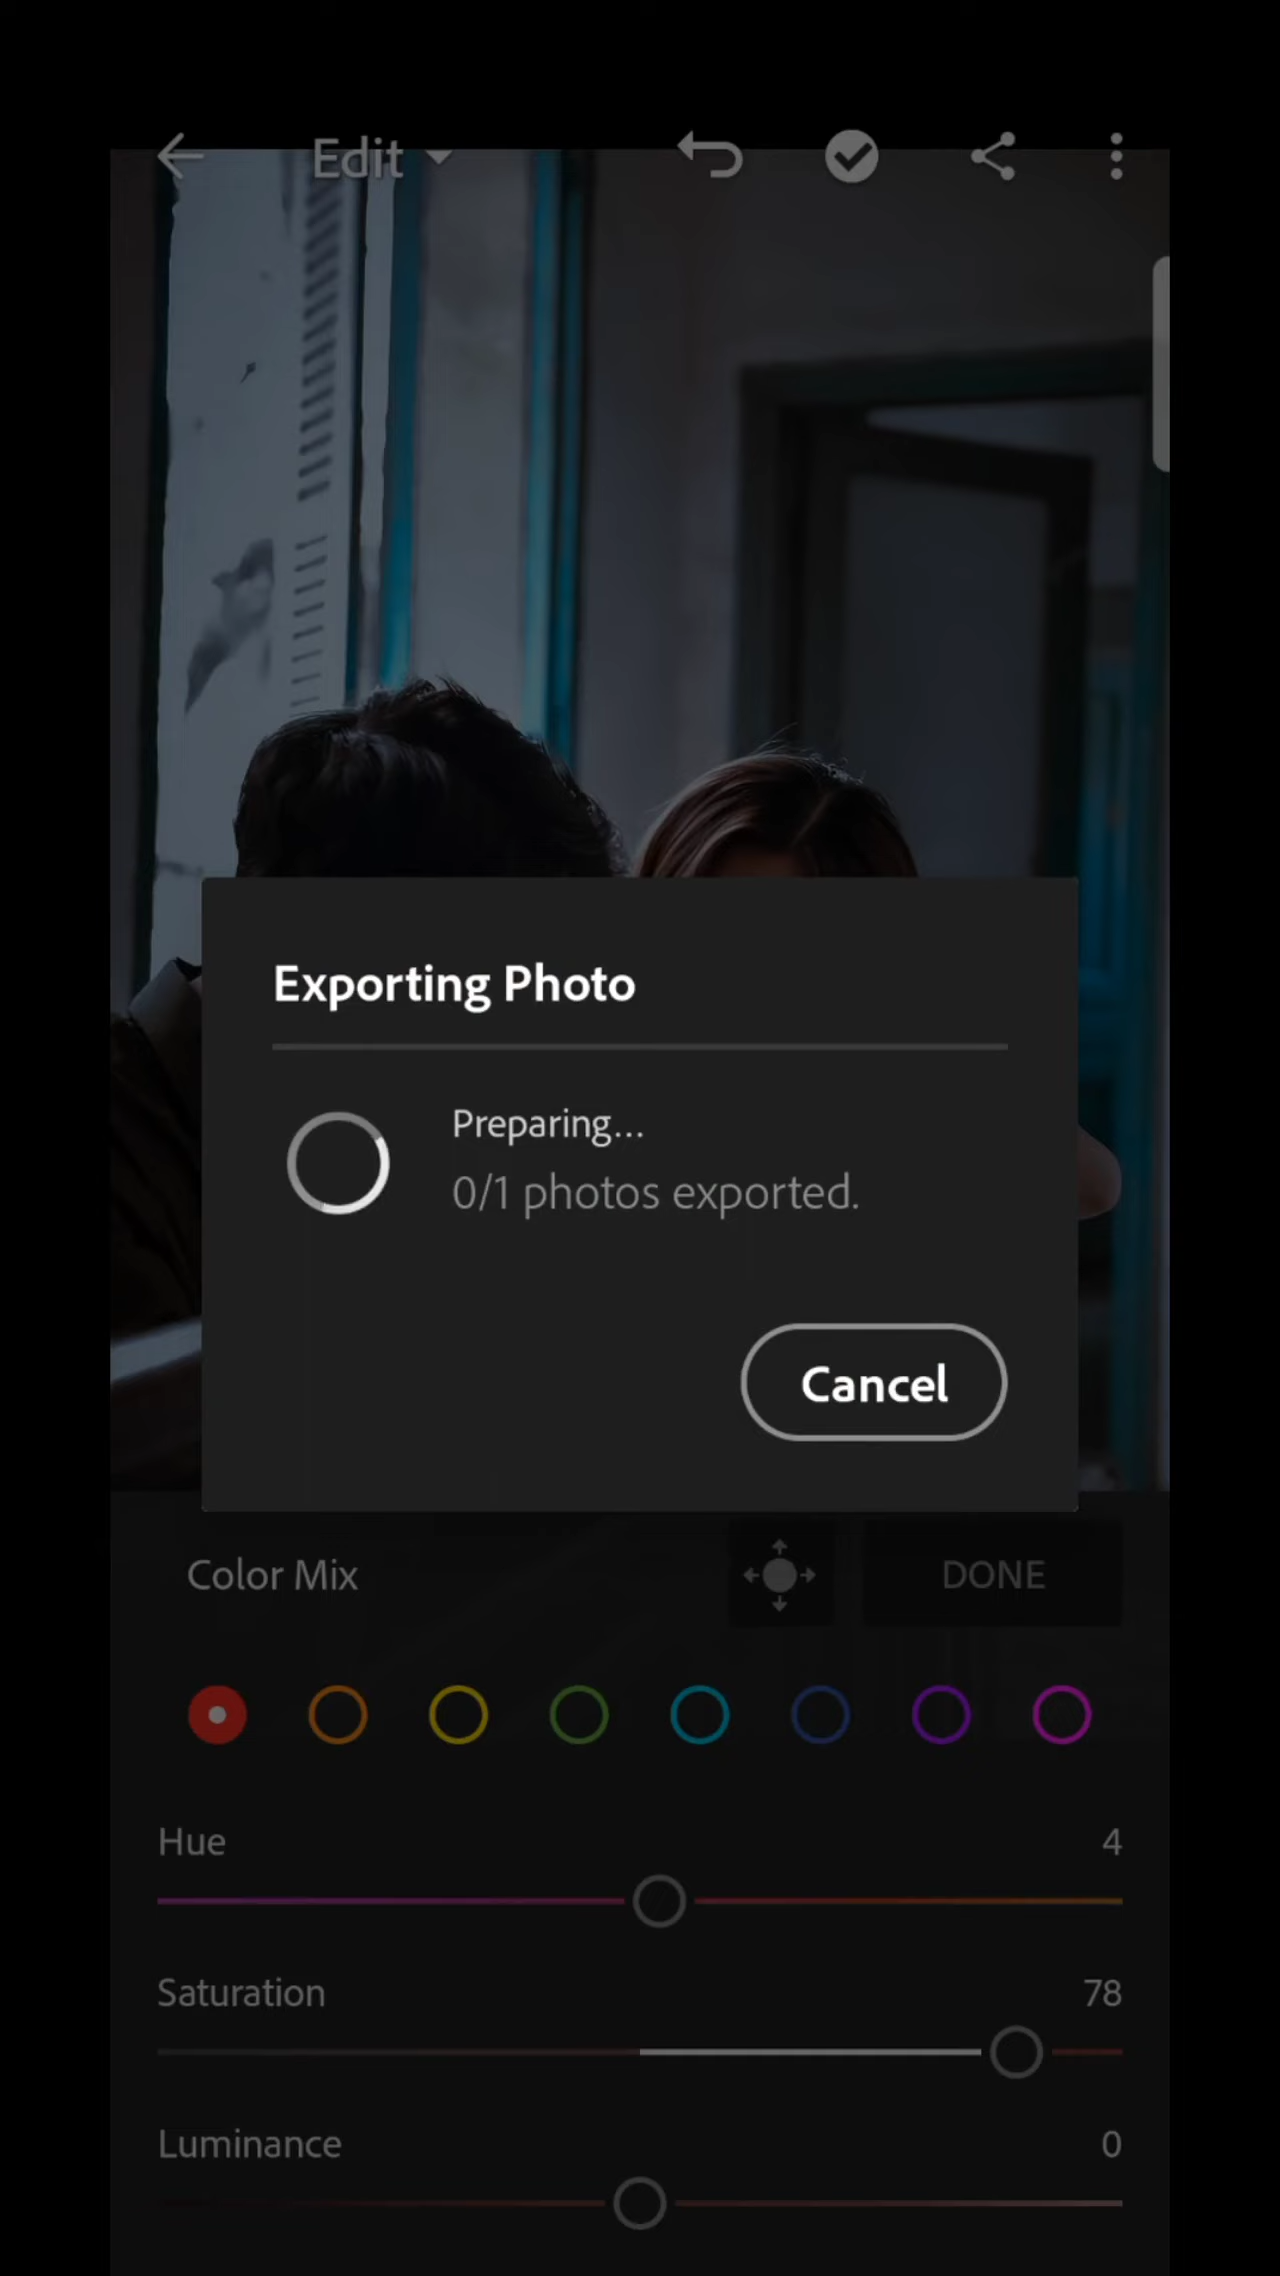 Edit
Exporting Photo
Preparing...
0/1 photos exported.
Cancel
Color Mix
DONE
Hue 4
Saturation 78
Luminance 0